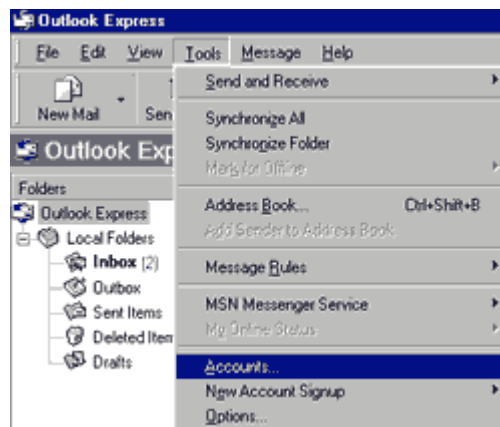 Outlook Express
File Edit View Tools Message Help
New Mail Sen
Outlook Exp
Folders
Outlook Express
Local Folders
Inbox (2)
Outbox
Sent Items
Deleted Item
Drafts
Send and Receive
Synchronize All
Synchronize Folder
Mark for Offline
Address Book... Ctrl+Shift+B
Add Sender to Address Book
Message Rules
MSN Messenger Service
My Online Status
Accounts...
New Account Signup
Options...